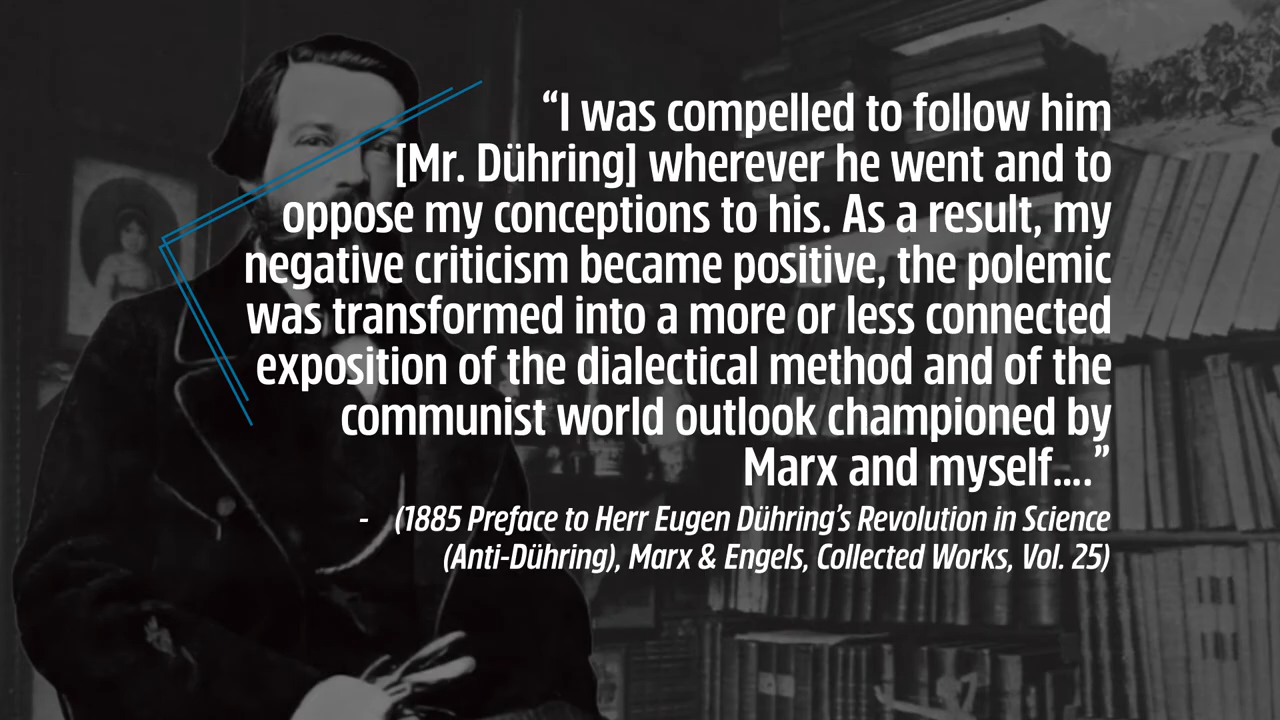 “I was compelled to follow him
[Mr. Dühring] wherever he went and to
oppose my conceptions to his. As a result, my
negative criticism became positive, the polemic
was transformed into a more or less connected
exposition of the dialectical method and of the
communist world outlook championed by
Marx and myself....”
- (1885 Preface to Herr Eugen Dühring’s Revolution in Science
(Anti-Dühring), Marx & Engels, Collected Works, Vol. 25)